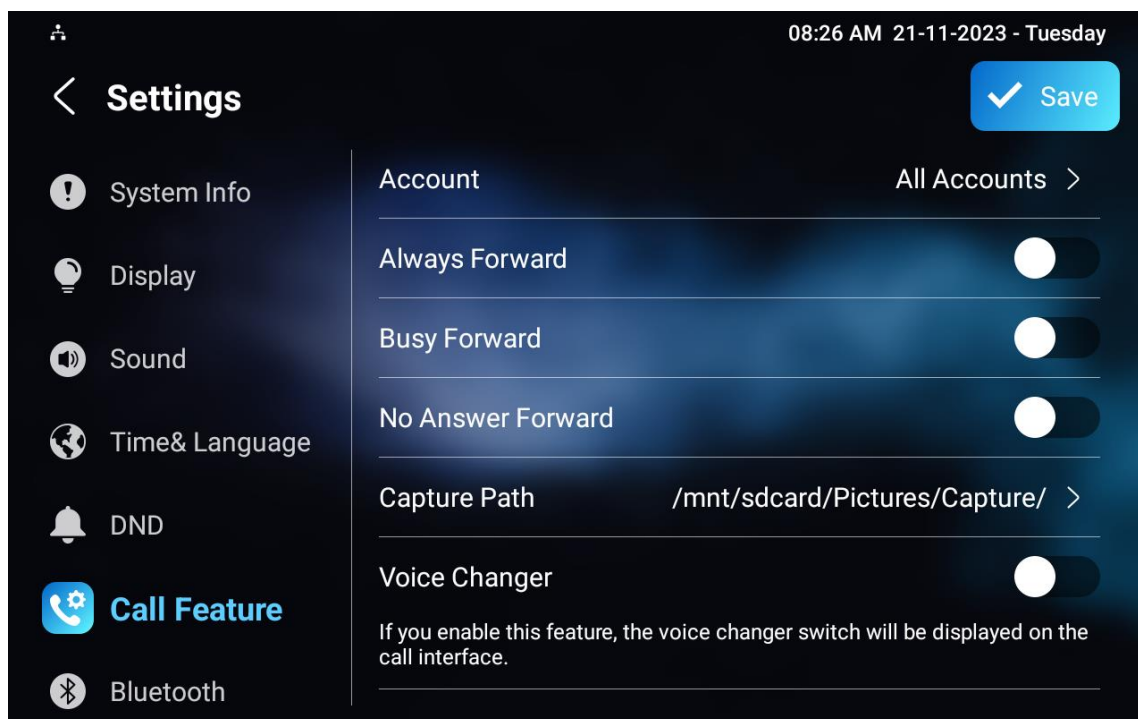 08:26 AM 21-11-2023 - Tuesday
Settings
Save
System Info
Display
Sound
Time& Language
DND
Call Feature
Bluetooth
Account All Accounts
Always Forward
Busy Forward
No Answer Forward
Capture Path /mnt/sdcard/Pictures/Capture/
Voice Changer
If you enable this feature, the voice changer switch will be displayed on the
call interface.